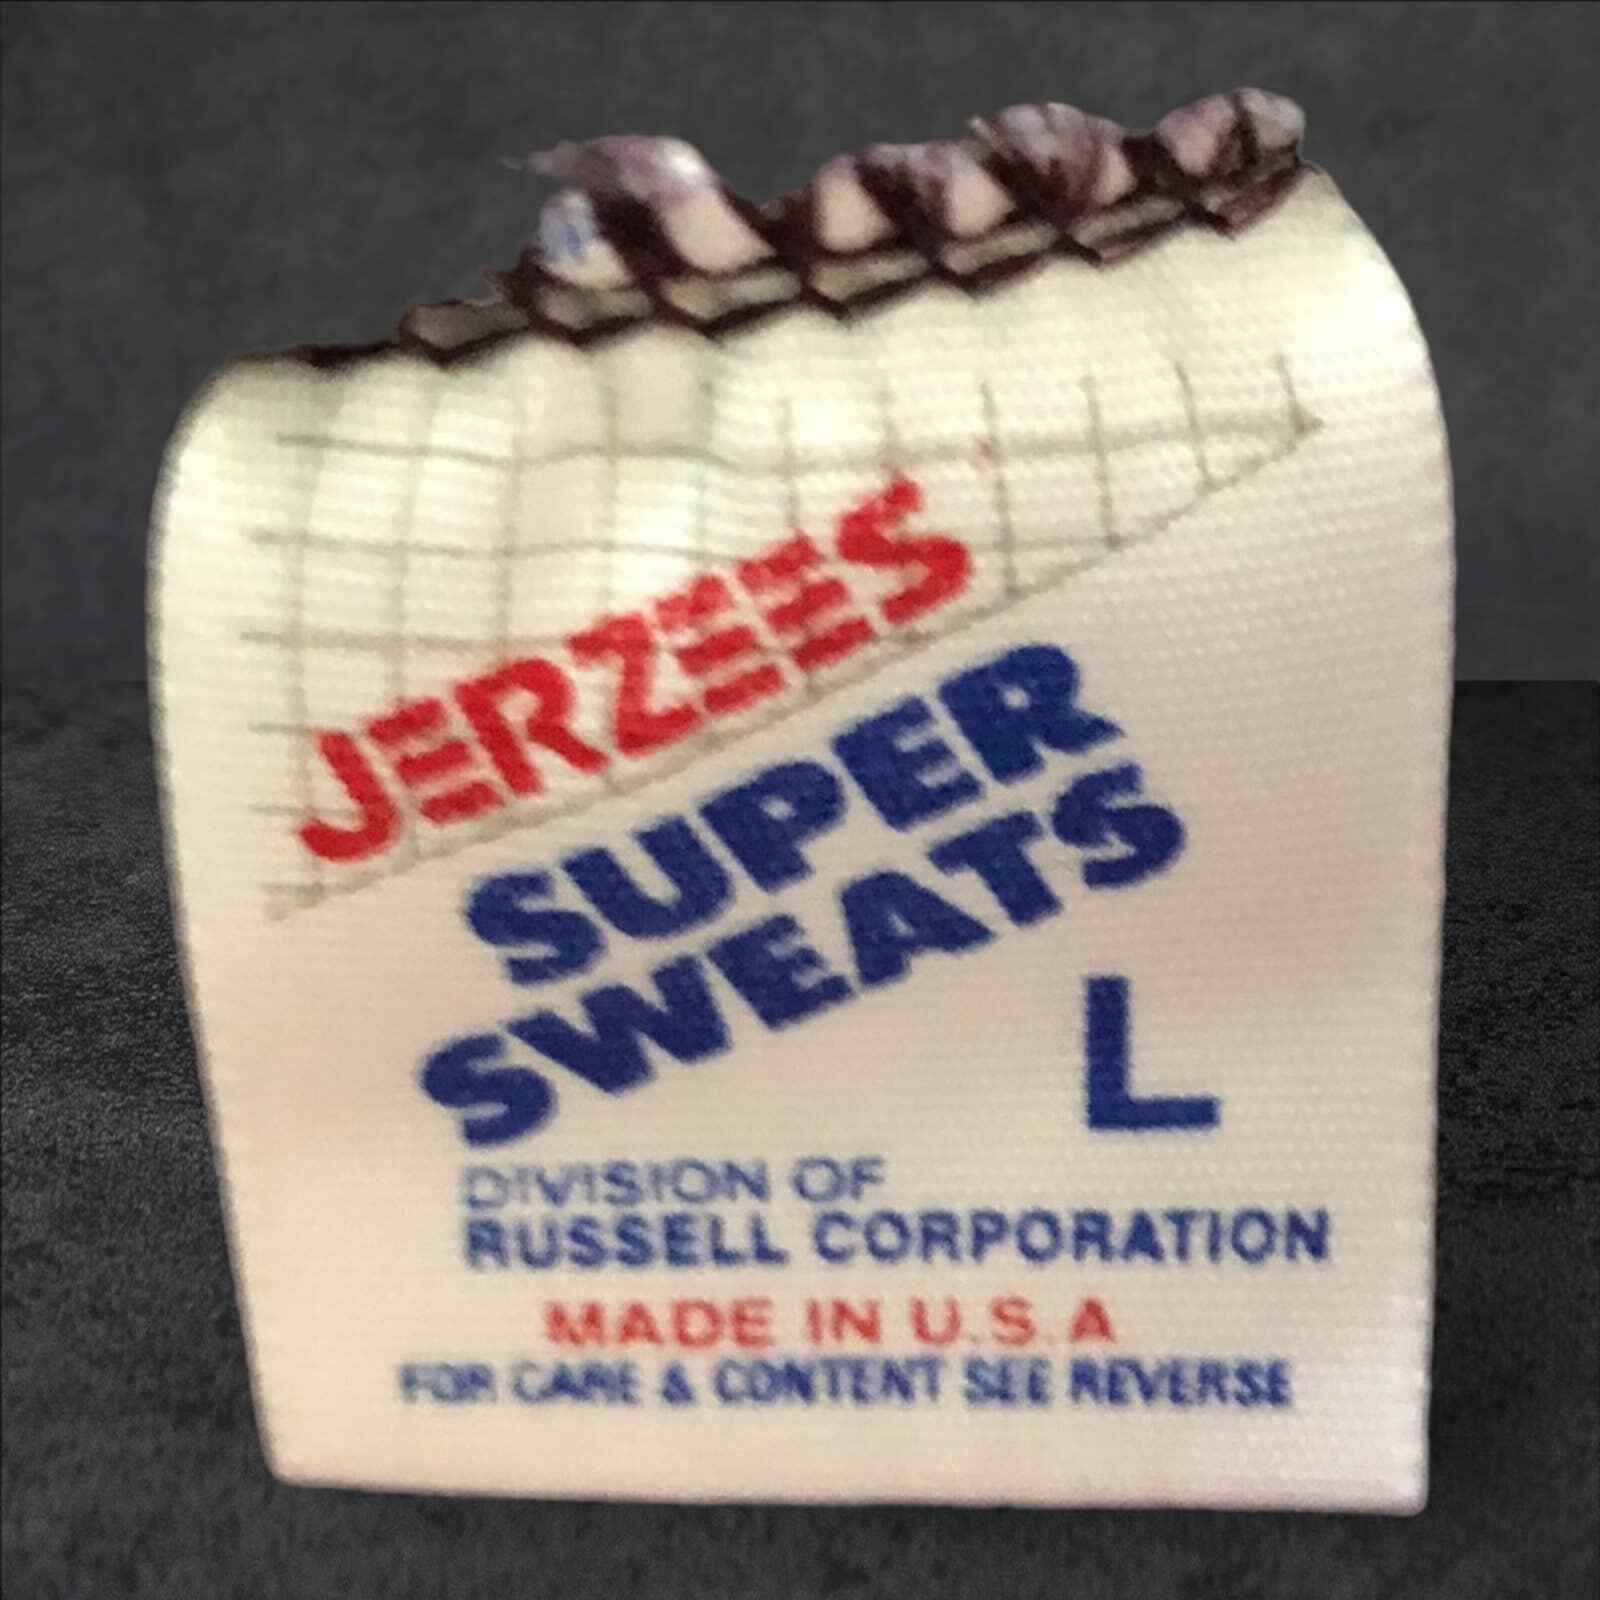 JERZEES
SUPER
SWEATS
L
DIVISION OF
RUSSELL CORPORATION
MADE IN U.S.A
FOR CARE & CONTENT SEE REVERSE